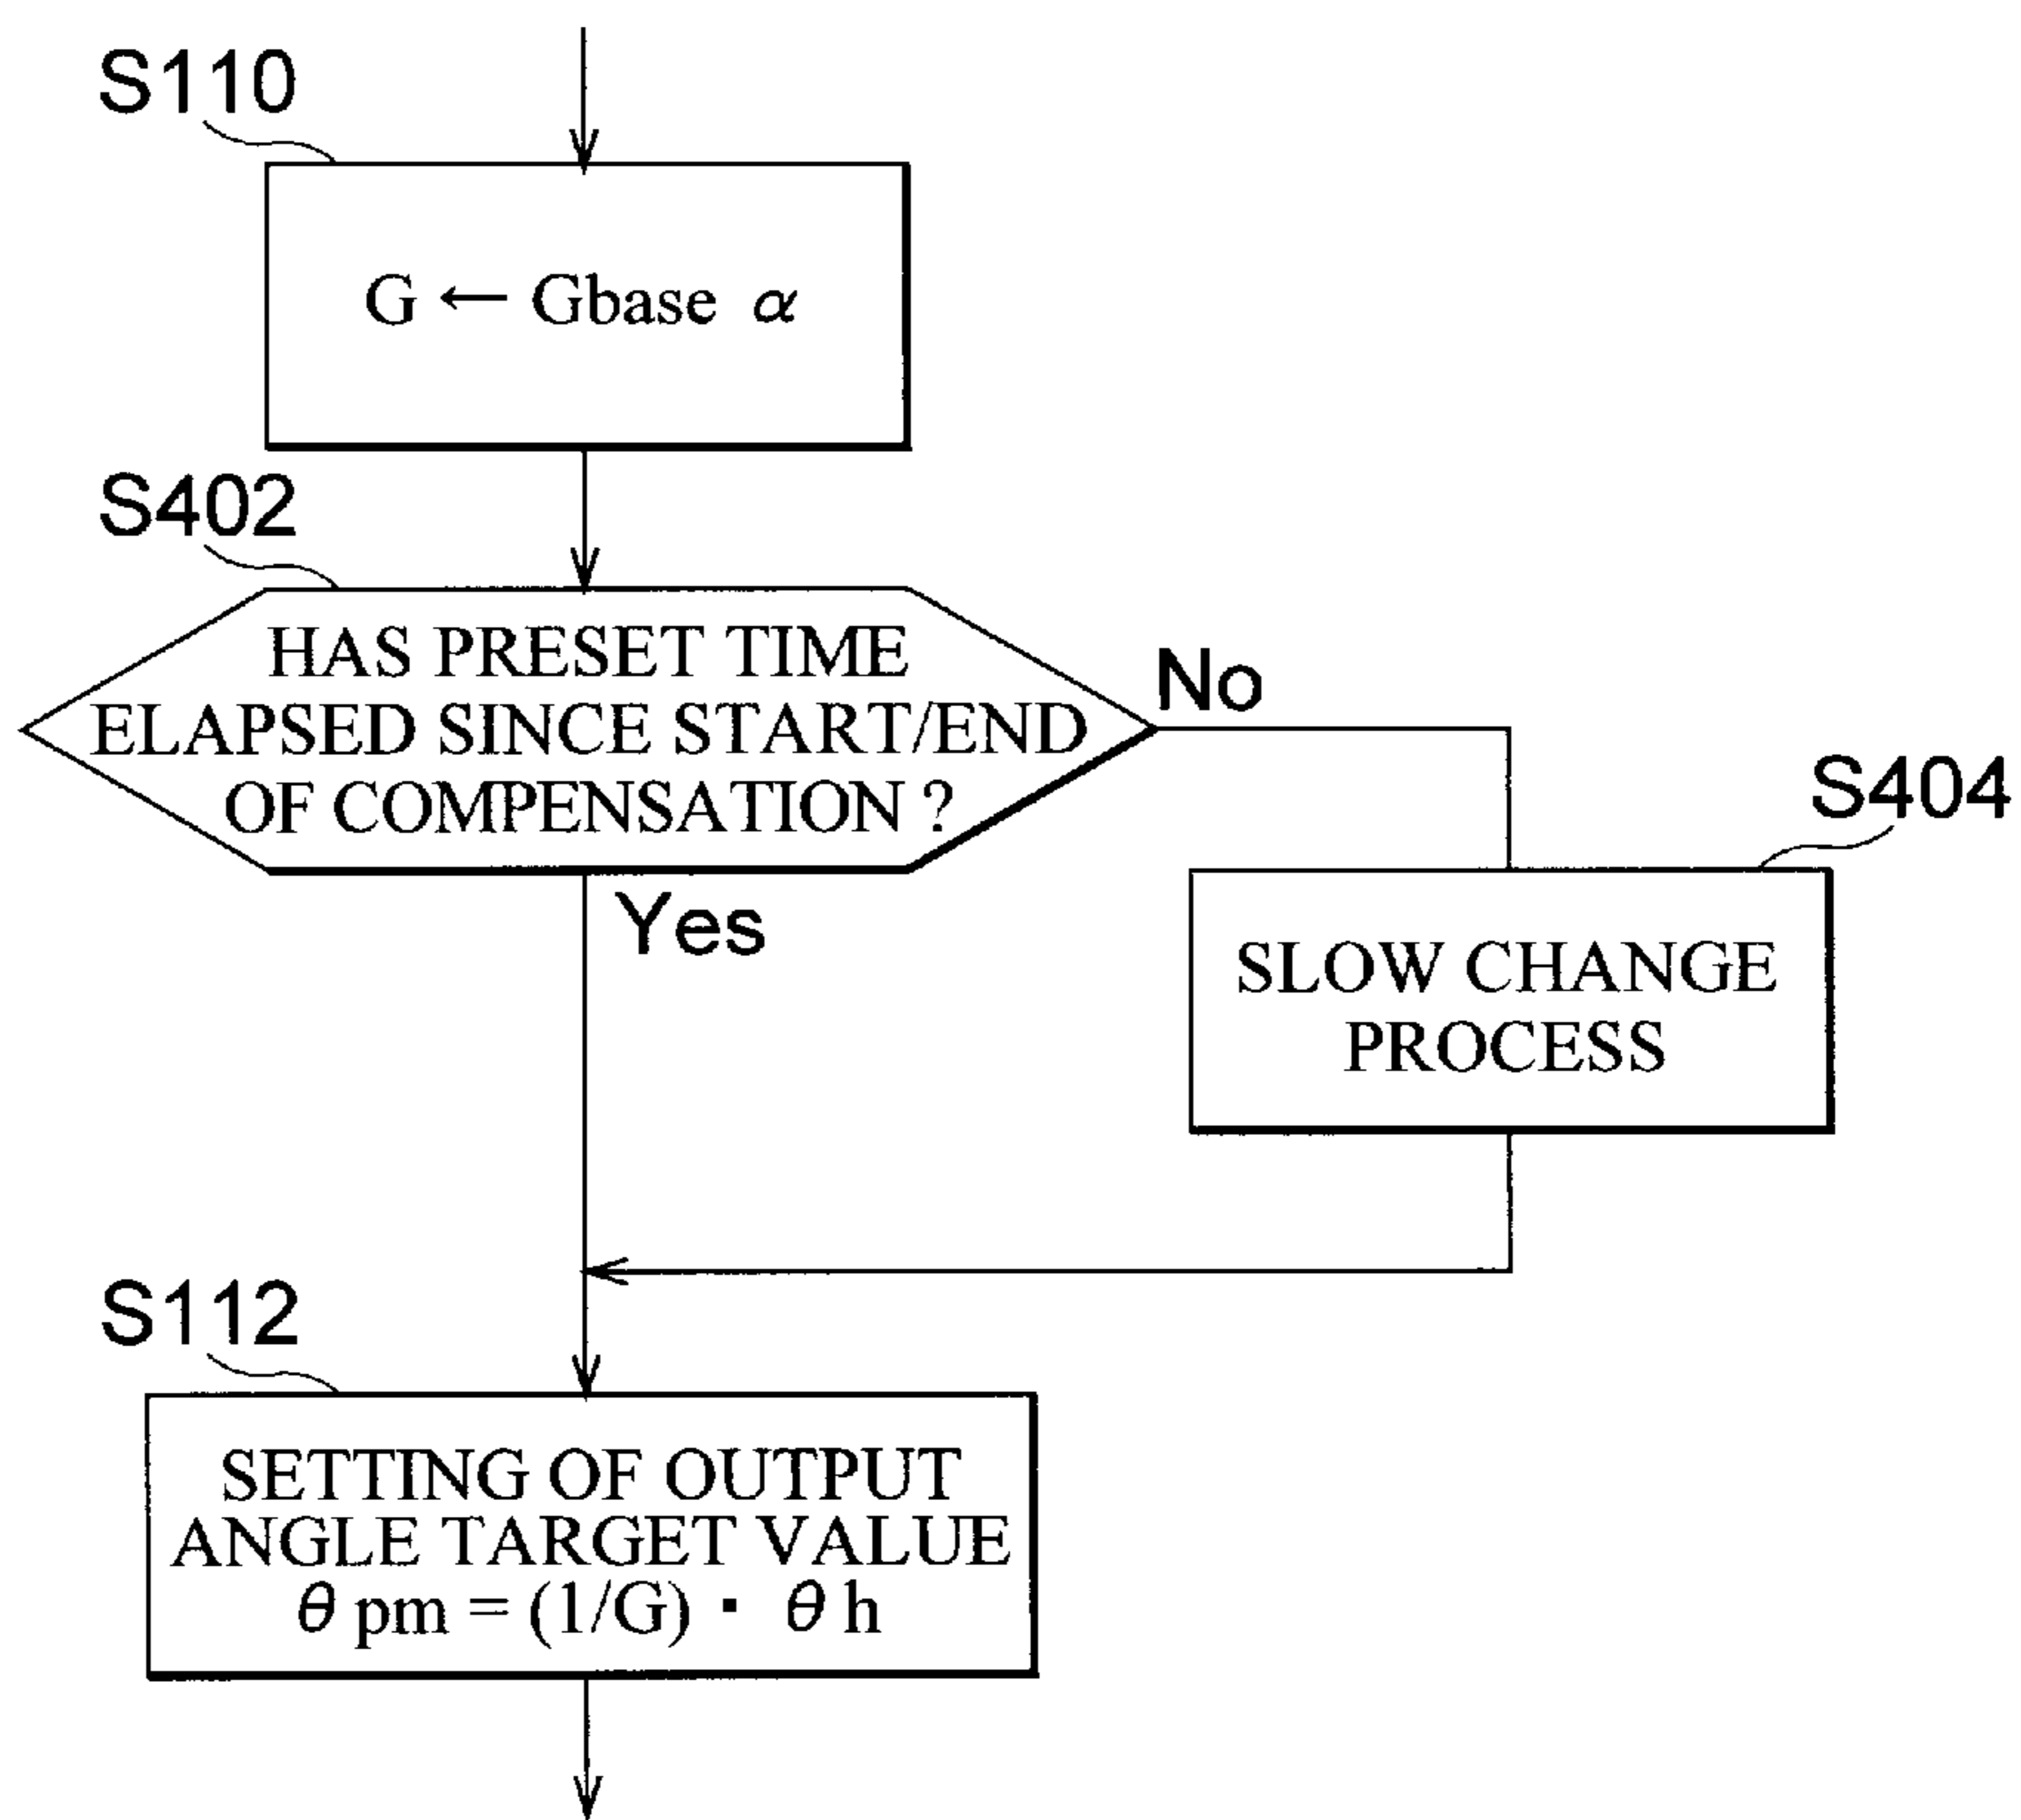 S110
G ← Gbase α
S402
HAS PRESET TIME
ELAPSED SINCE START/END
OF COMPENSATION ?
No
Yes
S404
SLOW CHANGE
PROCESS
S112
SETTING OF OUTPUT
ANGLE TARGET VALUE
θ pm = (1/G) ・ θ h